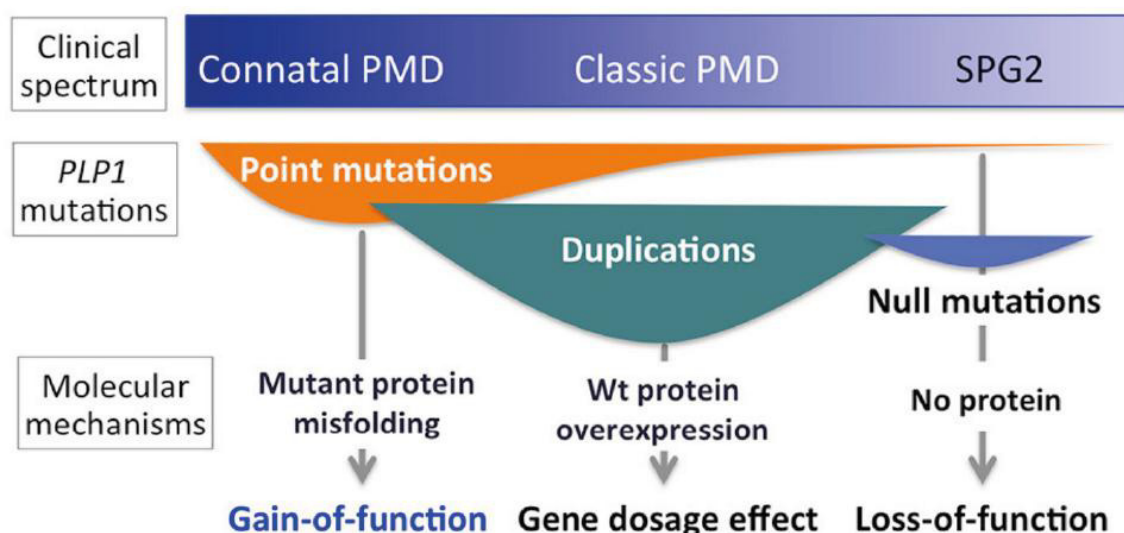 Clinical
spectrum
Connatal PMD
Classic PMD
SPG2
PLP1
mutations
Point mutations
Duplications
Null mutations
Molecular
mechanisms
Mutant protein
misfolding
Wt protein
overexpression
No protein
Gain-of-function
Gene dosage effect
Loss-of-function